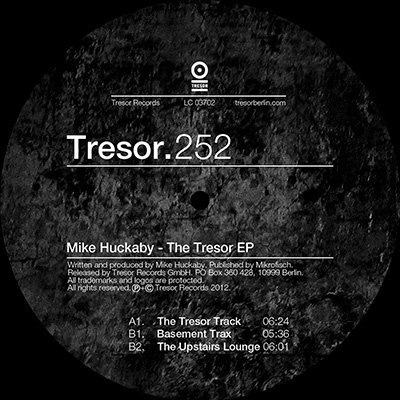 TRESOR
Tresor Records LC 03702 tresorberlin.com
Tresor.252
Mike Huckaby - The Tresor EP
Written and produced by Mike Huckaby. Published by Mikrofisch.
Released by Tresor Records GmbH. PO Box 360 428, 10999 Berlin.
All trademarks and logos are protected.
All rights reserved. ℗+© Tresor Records 2012.
A1. The Tresor Track 06:24
B1. Basement Trax 05:36
B2. The Upstairs Lounge 06:01